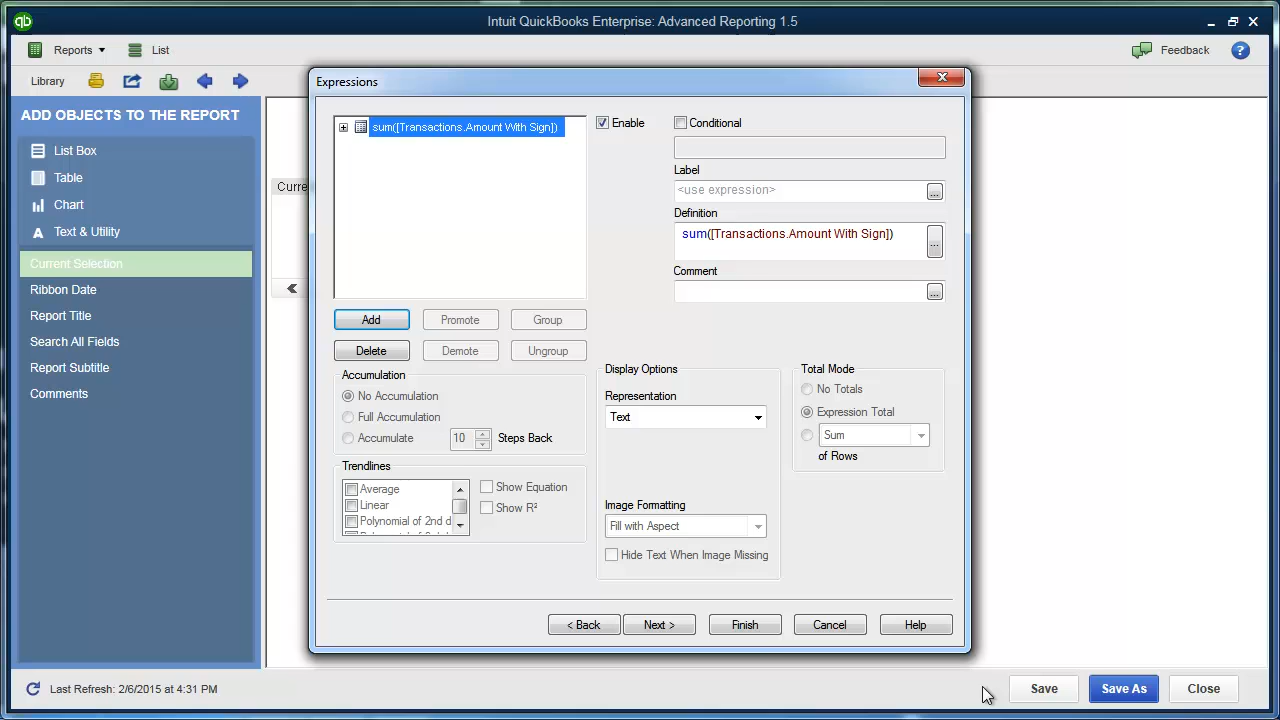 qb
Intuit QuickBooks Enterprise: Advanced Reporting 1.5
Reports
List
Feedback
?
Library
ADD OBJECTS TO THE REPORT
List Box
Table
Chart
A Text & Utility
Current Selection
Ribbon Date
Report Title
Search All Fields
Report Subtitle
Comments
Curre
Expressions
sum([Transactions.Amount With Sign])
Enable
Conditional
Label
<use expression>
...
Definition
sum([Transactions.Amount With Sign])
...
Comment
...
Add
Promote
Group
Delete
Demote
Ungroup
Accumulation
No Accumulation
Full Accumulation
Accumulate
10
Steps Back
Trendlines
Average
Linear
Polynomial of 2nd d
Show Equation
Show R²
Display Options
Representation
Text
Image Formatting
Fill with Aspect
Hide Text When Image Missing
Total Mode
No Totals
Expression Total
Sum
of Rows
< Back
Next >
Finish
Cancel
Help
Last Refresh: 2/6/2015 at 4:31 PM
Save
Save As
Close